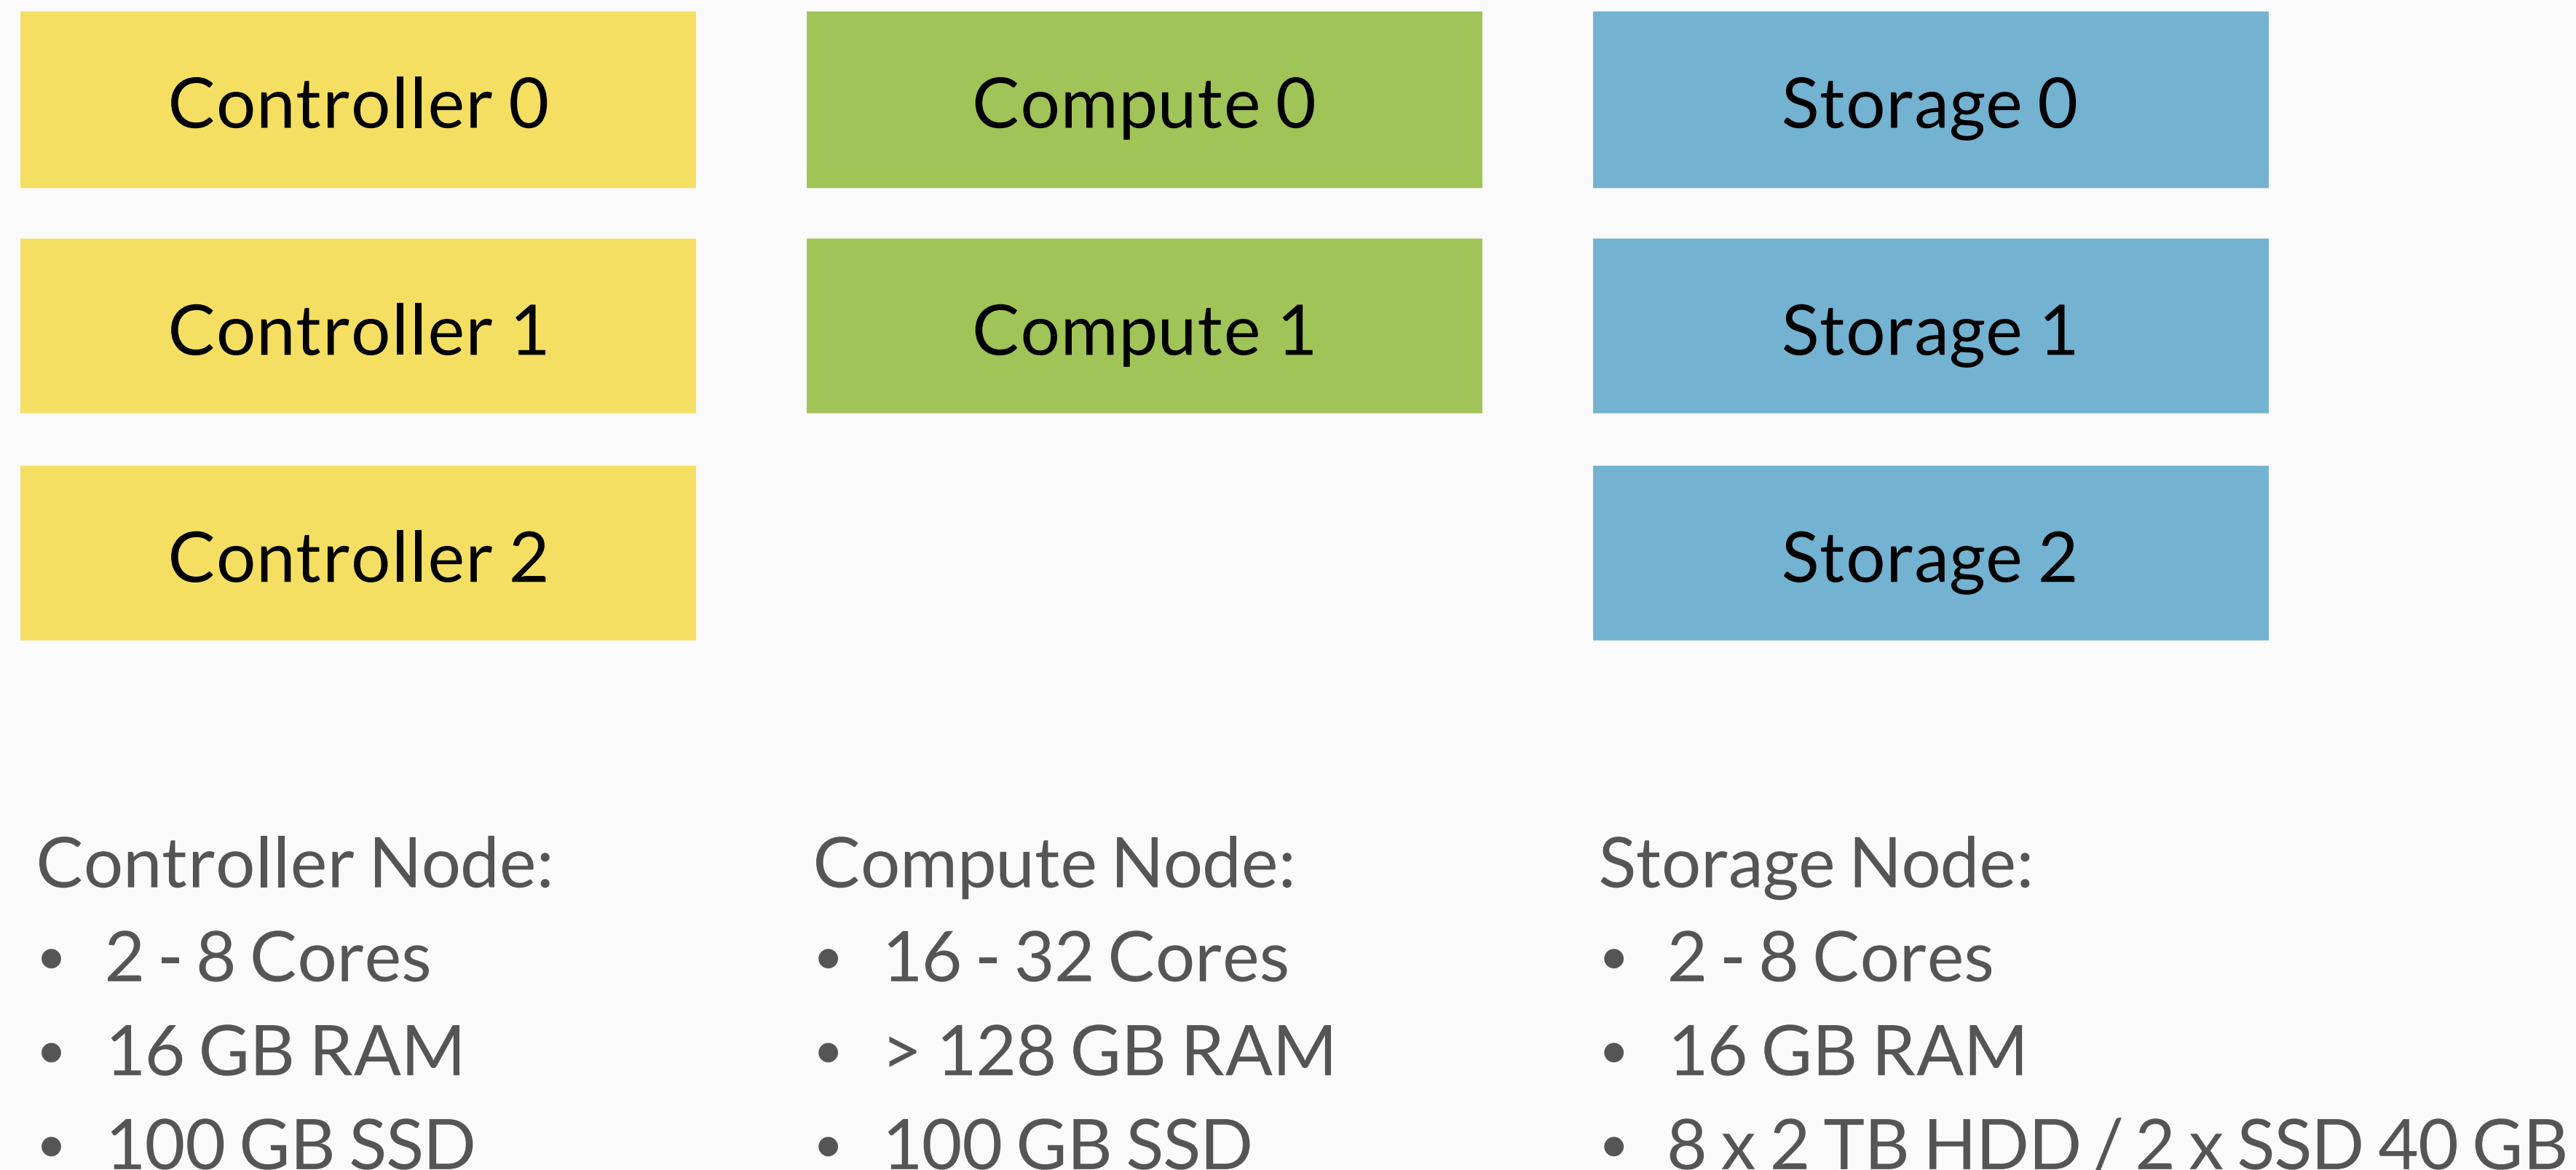 Controller 0
Compute 0
Storage 0
Controller 1
Compute 1
Storage 1
Controller 2
Storage 2
Controller Node:
• 2 - 8 Cores
• 16 GB RAM
• 100 GB SSD
Compute Node:
• 16 - 32 Cores
• > 128 GB RAM
• 100 GB SSD
Storage Node:
• 2 - 8 Cores
• 16 GB RAM
• 8 x 2 TB HDD / 2 x SSD 40 GB